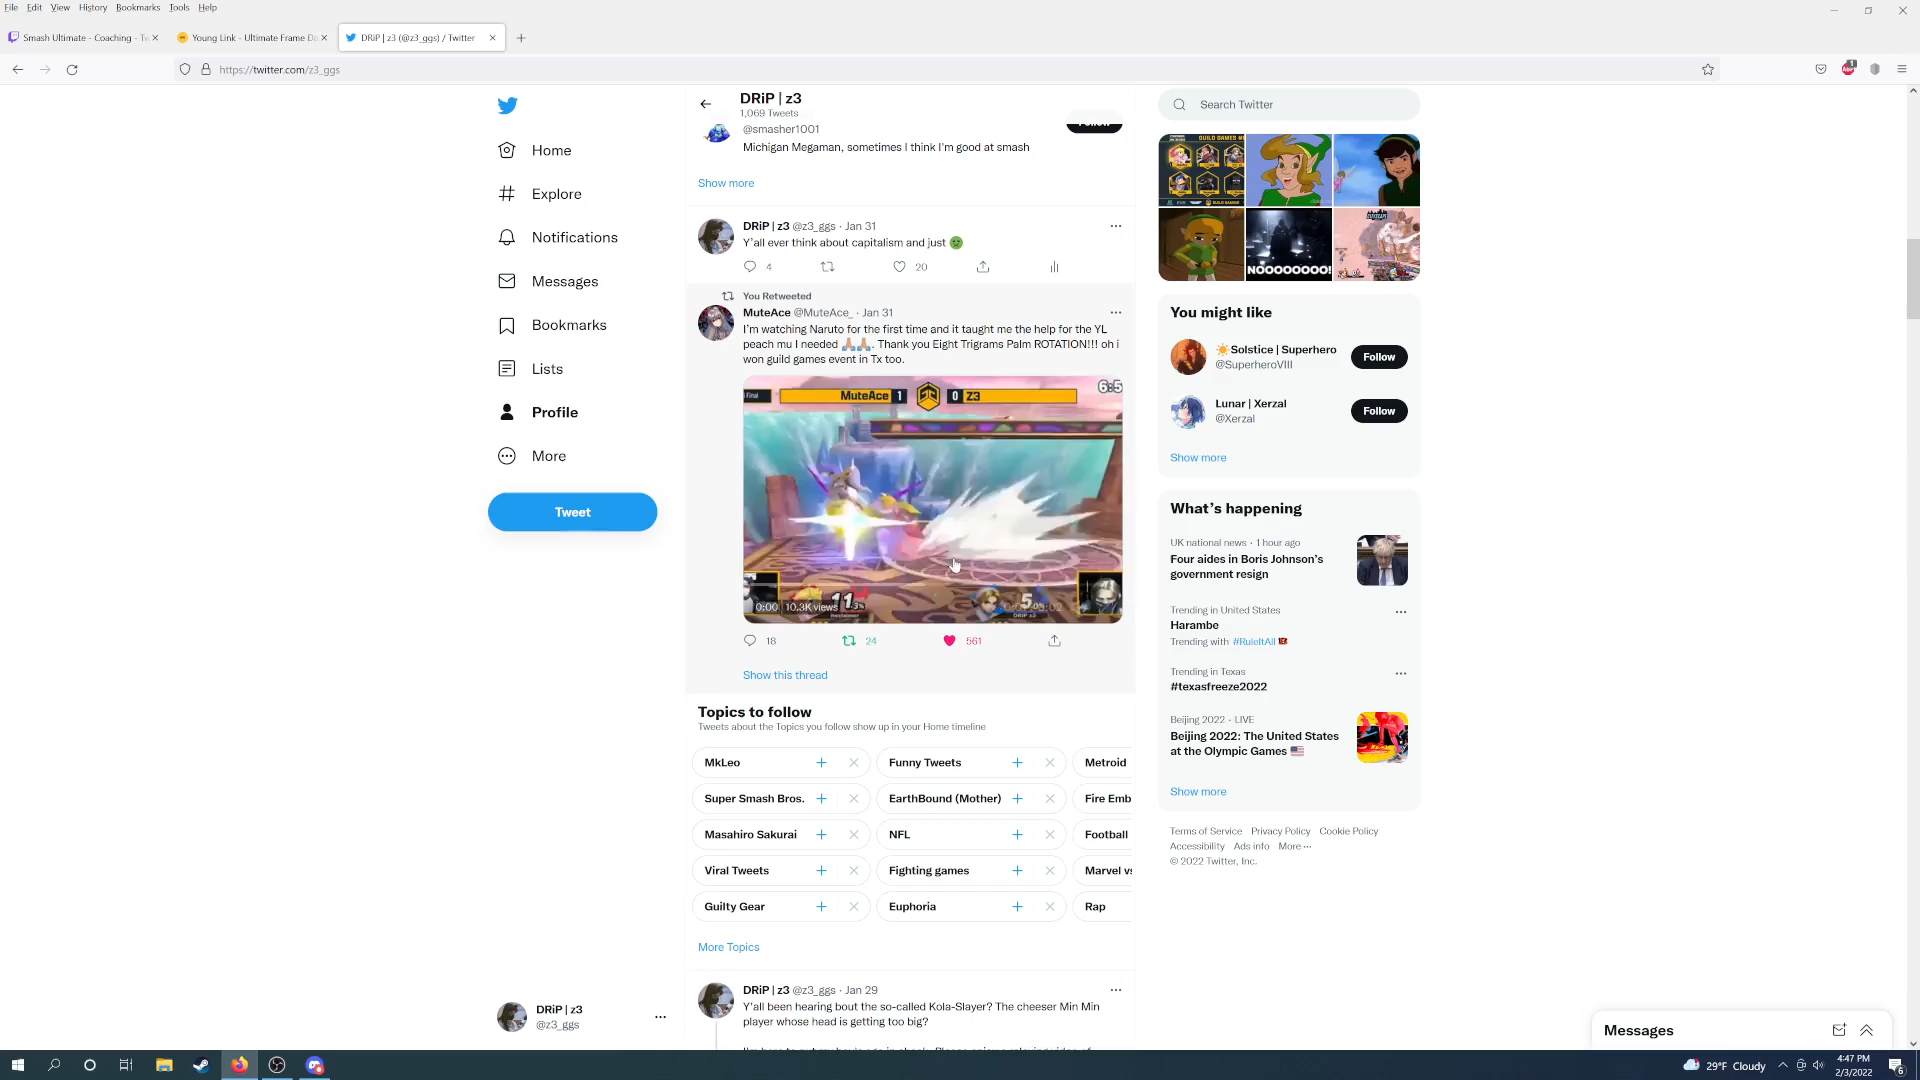 File Edit View History Bookmarks Tools Help
Smash Ultimate - Coaching - Tw
Young Link - Ultimate Frame Da
DRiP | z3 (@z3_ggs) / Twitter
https://twitter.com/z3_ggs
1
DRiP | z3
1,069 Tweets
Search Twitter
@smasher1001
Michigan Megaman, sometimes I think I'm good at smash
Show more
Home
Explore
Notifications
Messages
Bookmarks
Lists
Profile
More
Tweet
DRiP | z3 @z3_ggs · Jan 31
Y'all ever think about capitalism and just 🤢
4 20
You Retweeted
MuteAce @MuteAce_ · Jan 31
I'm watching Naruto for the first time and it taught me the help for the YL
peach mu I needed 🙏🏼🙏🏼. Thank you Eight Trigrams Palm ROTATION!!! oh i
won guild games event in Tx too.
Final MuteAce 1 0 Z3 6:5
0:00 10.3K views
18 24 561
Show this thread
Topics to follow
Tweets about the Topics you follow show up in your Home timeline
MkLeo Funny Tweets Metroid
Super Smash Bros. EarthBound (Mother) Fire Emb
Masahiro Sakurai NFL Football
Viral Tweets Fighting games Marvel vs
Guilty Gear Euphoria Rap
More Topics
DRiP | z3 @z3_ggs · Jan 29
Y'all been hearing bout the so-called Kola-Slayer? The cheeser Min Min
player whose head is getting too big?
NOOOOOOOO!
You might like
Solstice | Superhero
@SuperheroVIII
Follow
Lunar | Xerzal
@Xerzal
Follow
Show more
What's happening
UK national news · 1 hour ago
Four aides in Boris Johnson's
government resign
Trending in United States
Harambe
Trending with #RuleItAll
Trending in Texas
#texasfreeze2022
Beijing 2022 · LIVE
Beijing 2022: The United States
at the Olympic Games 🇺🇸
Show more
Terms of Service Privacy Policy Cookie Policy
Accessibility Ads info More ···
© 2022 Twitter, Inc.
DRiP | z3
@z3_ggs
Messages
29°F Cloudy
4:47 PM
2/3/2022
6